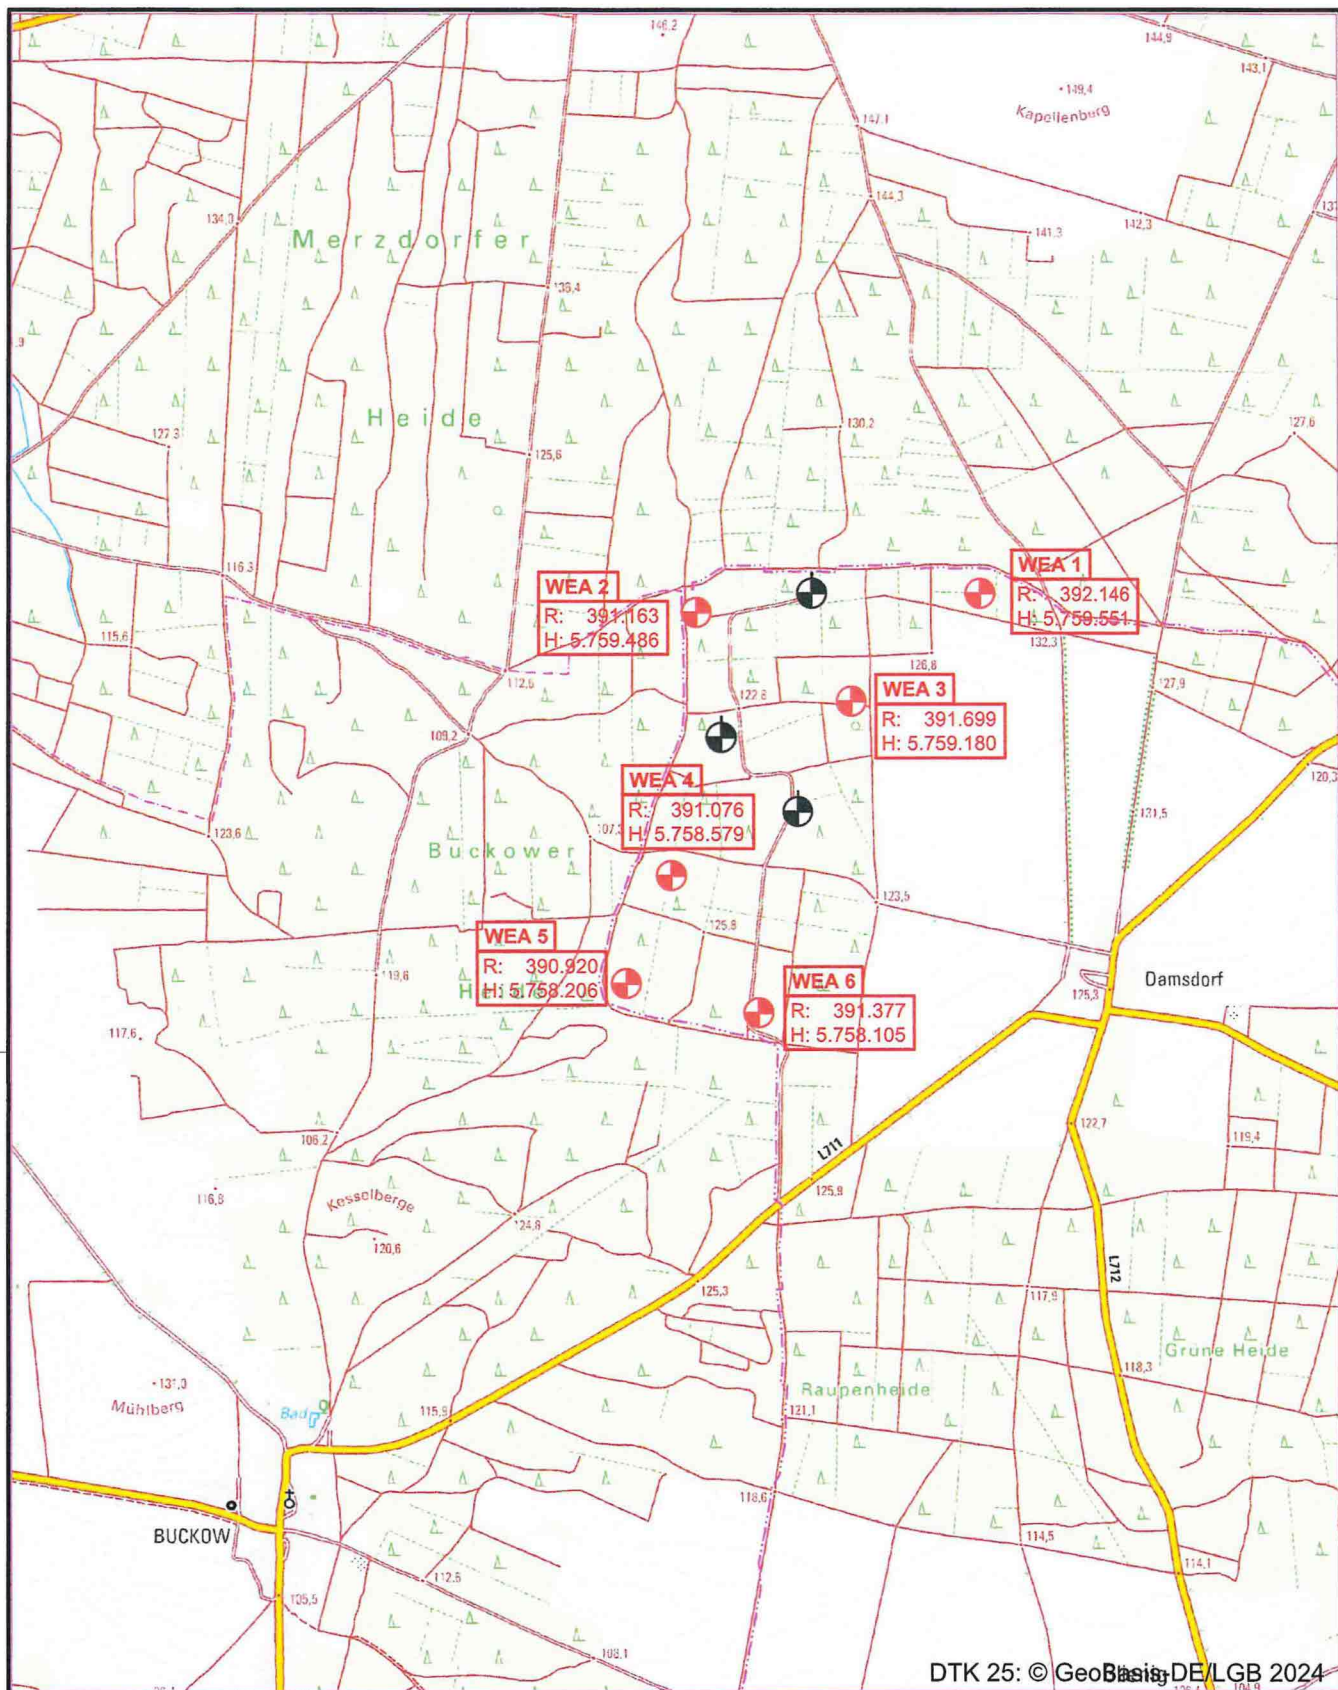 146,2
144,9
143,1
149,4
Kapellenburg
147,1
134,0
144,3
142,3
141,3
Merzdorfer
136,4
Heide
130,2
127,6
127,3
125,6
116,3
WEA 1
R: 392.146
H: 5.759.551
WEA 2
R: 391.163
H: 5.759.486
115,6
132,3
126,8
112,5
WEA 3
R: 391.699
H: 5.759.180
127,9
122,8
109,2
120,3
WEA 4
R: 391.076
H: 5.758.579
131,5
123,6
Buckower
123,5
125,8
WEA 5
R: 390.920
H: 5.758.206
119,6
WEA 6
R: 391.377
H: 5.758.105
Damsdorf
125,3
117,6
106,2
122,7
119,4
L711
125,9
116,8
Kesselberge
124,8
120,6
L712
125,3
117,9
Grüne Heide
118,3
131,0
Mühlberg
Raupenheide
121,1
Bad
115,9
118,6
BUCKOW
114,5
114,1
112,6
105,5
108,1
DTK 25: © GeoBasis-DE/LGB 2024